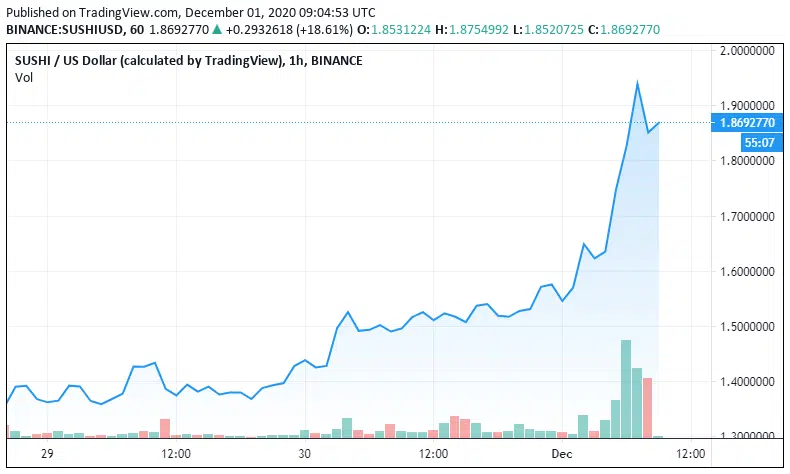 Published on TradingView.com, December 01, 2020 09:04:53 UTC
BINANCE:SUSHIUSD, 60 1.8692770 ▲ +0.2932618 (+18.61%) O:1.8531224 H:1.8754992 L:1.8520725 C:1.8692770
SUSHI / US Dollar (calculated by TradingView), 1h, BINANCE
Vol
2.0000000
1.9000000
1.8692770
55:07
1.8000000
1.7000000
1.6000000
1.5000000
1.4000000
1.3000000
29 12:00 30 12:00 Dec 12:00